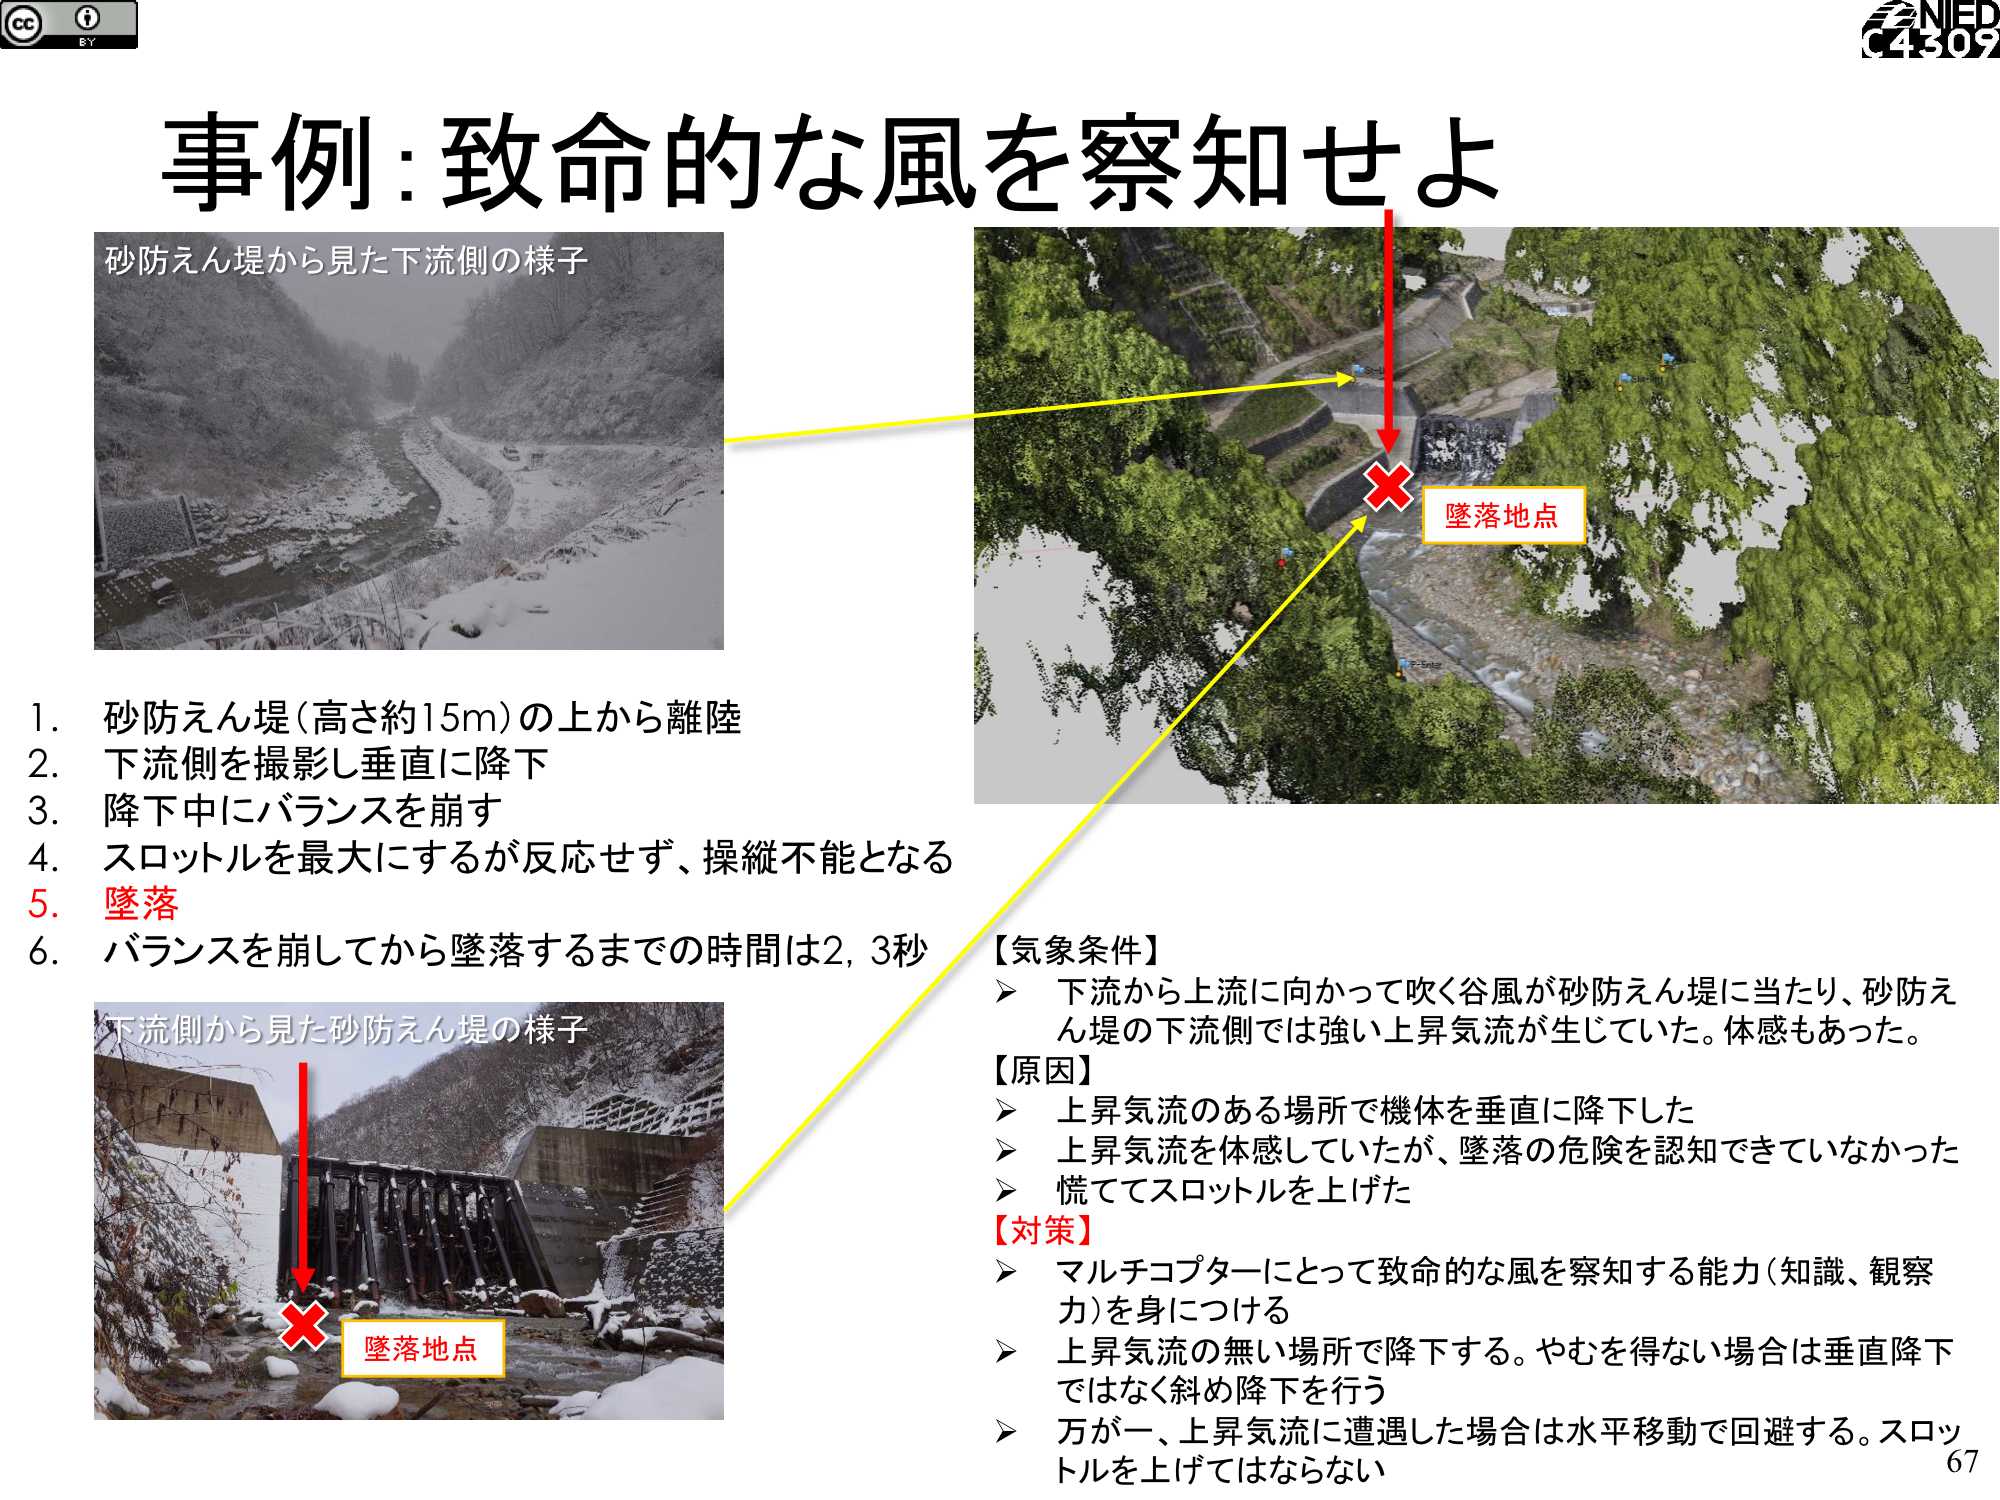 cc
BY
NIED
C4309
事例：致命的な風を察知せよ
砂防えん堤から見た下流側の様子
墜落地点
P-Enter
1. 砂防えん堤（高さ約15m）の上から離陸
2. 下流側を撮影し垂直に降下
3. 降下中にバランスを崩す
4. スロットルを最大にするが反応せず、操縦不能となる
5. 墜落
6. バランスを崩してから墜落するまでの時間は2, 3秒
下流側から見た砂防えん堤の様子
墜落地点
【気象条件】
➢ 下流から上流に向かって吹く谷風が砂防えん堤に当たり、砂防え
ん堤の下流側では強い上昇気流が生じていた。体感もあった。
【原因】
➢ 上昇気流のある場所で機体を垂直に降下した
➢ 上昇気流を体感していたが、墜落の危険を認知できていなかった
➢ 慌ててスロットルを上げた
【対策】
➢ マルチコプターにとって致命的な風を察知する能力（知識、観察
力）を身につける
➢ 上昇気流の無い場所で降下する。やむを得ない場合は垂直降下
ではなく斜め降下を行う
➢ 万が一、上昇気流に遭遇した場合は水平移動で回避する。スロッ
トルを上げてはならない
67